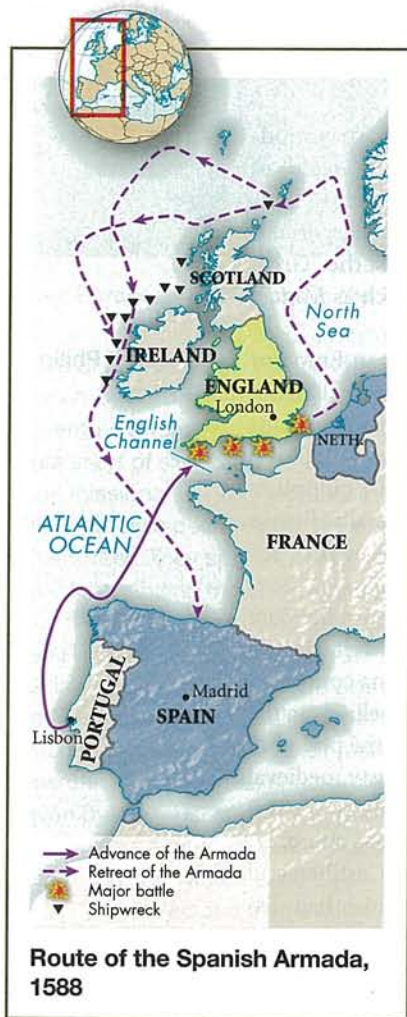 SCOTLAND
North
Sea
IRELAND
ENGLAND
London
English
Channel
NETH.
ATLANTIC
OCEAN
FRANCE
PORTUGAL
Madrid
SPAIN
Lisbon
Advance of the Armada
Retreat of the Armada
Major battle
Shipwreck
Route of the Spanish Armada,
1588